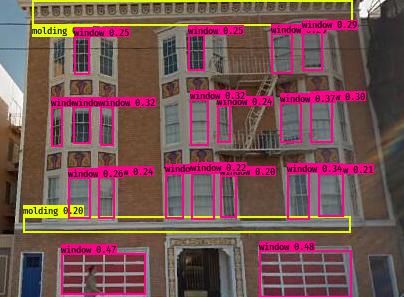 window 0.29
molding
window 0.25
window 0.25
window 0.32
window 0.32
window 0.24
window 0.37
0.30
window 0.26
0.24
window 0.22
0.20
window 0.34
0.21
molding 0.20
window 0.47
window 0.48